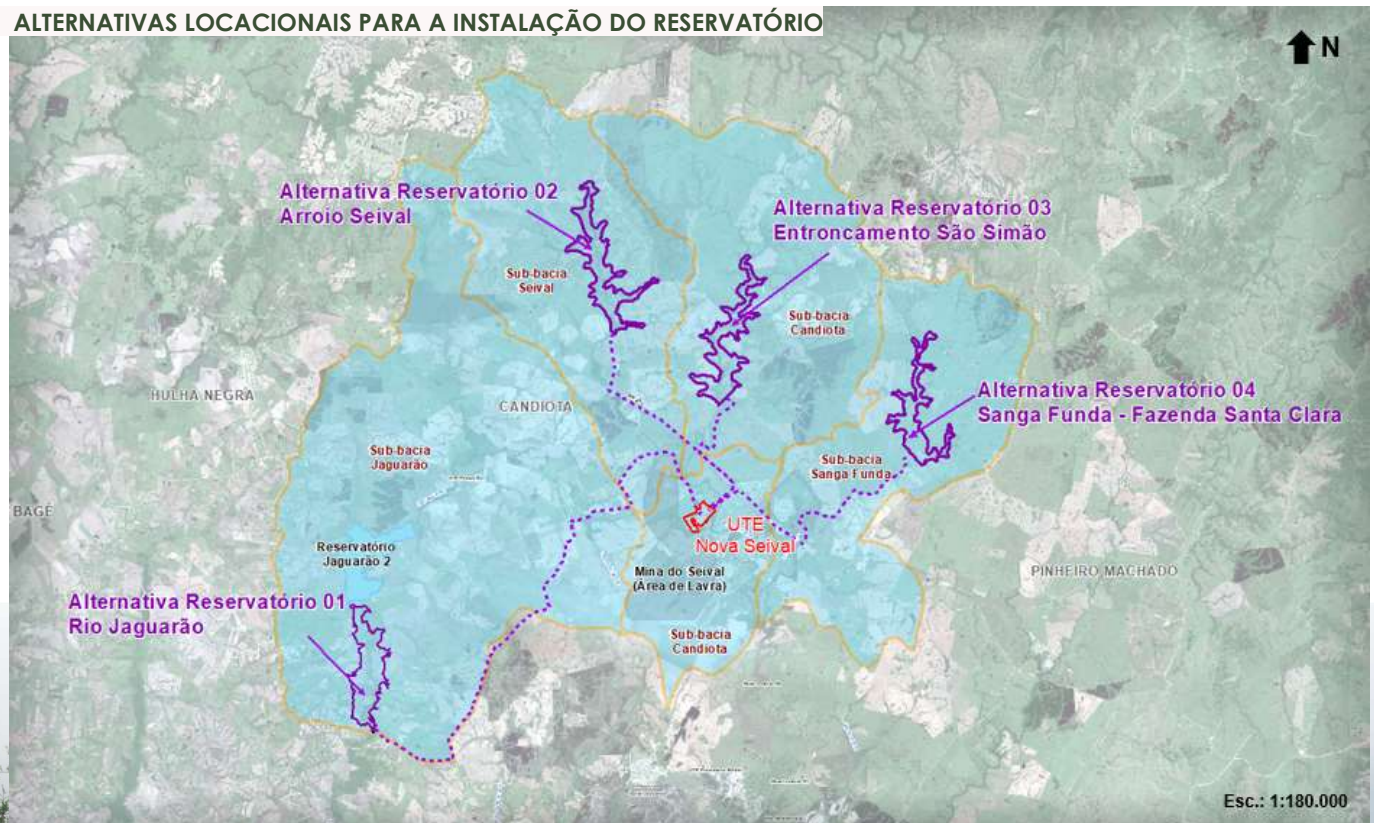 ALTERNATIVAS LOCACIONAIS PARA A INSTALAÇÃO DO RESERVATÓRIO
N
Alternativa Reservatório 02
Arroio Seival
Alternativa Reservatório 03
Entroncamento São Simão
Sub-bacia
Seival
Sub-bacia
Candiota
HULHA NEGRA
CANDIOTA
Alternativa Reservatório 04
Sanga Funda - Fazenda Santa Clara
Sub-bacia
Jaguarão
Sub-bacia
Sanga Funda
BAGÉ
UTE
Nova Seival
Reservatório
Jaguarão 2
Mina do Seival
(Área de Lavra)
PINHEIRO MACHADO
Alternativa Reservatório 01
Rio Jaguarão
Sub-bacia
Candiota
Esc.: 1:180.000